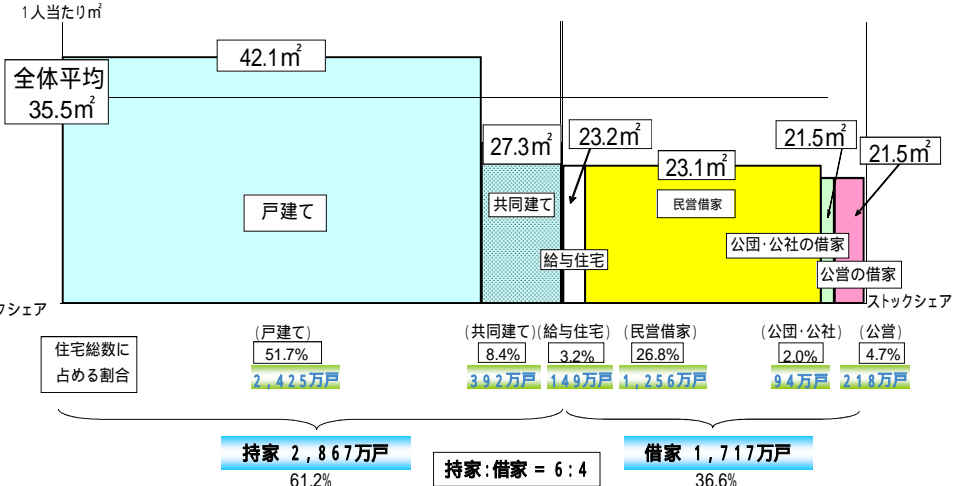 1人当たり㎡
42.1㎡
全体平均
35.5㎡
27.3㎡
23.2㎡
23.1㎡
21.5㎡
21.5㎡
戸建て
共同建て
民営借家
給与住宅
公団・公社の借家
公営の借家
クシェア
ストックシェア
住宅総数に
占める割合
(戸建て)
51.7%
2,425万戸
(共同建て)
8.4%
392万戸
(給与住宅)
3.2%
149万戸
(民営借家)
26.8%
1,256万戸
(公団・公社)
2.0%
94万戸
(公営)
4.7%
218万戸
持家 2,867万戸
61.2%
持家:借家 = 6:4
借家 1,717万戸
36.6%